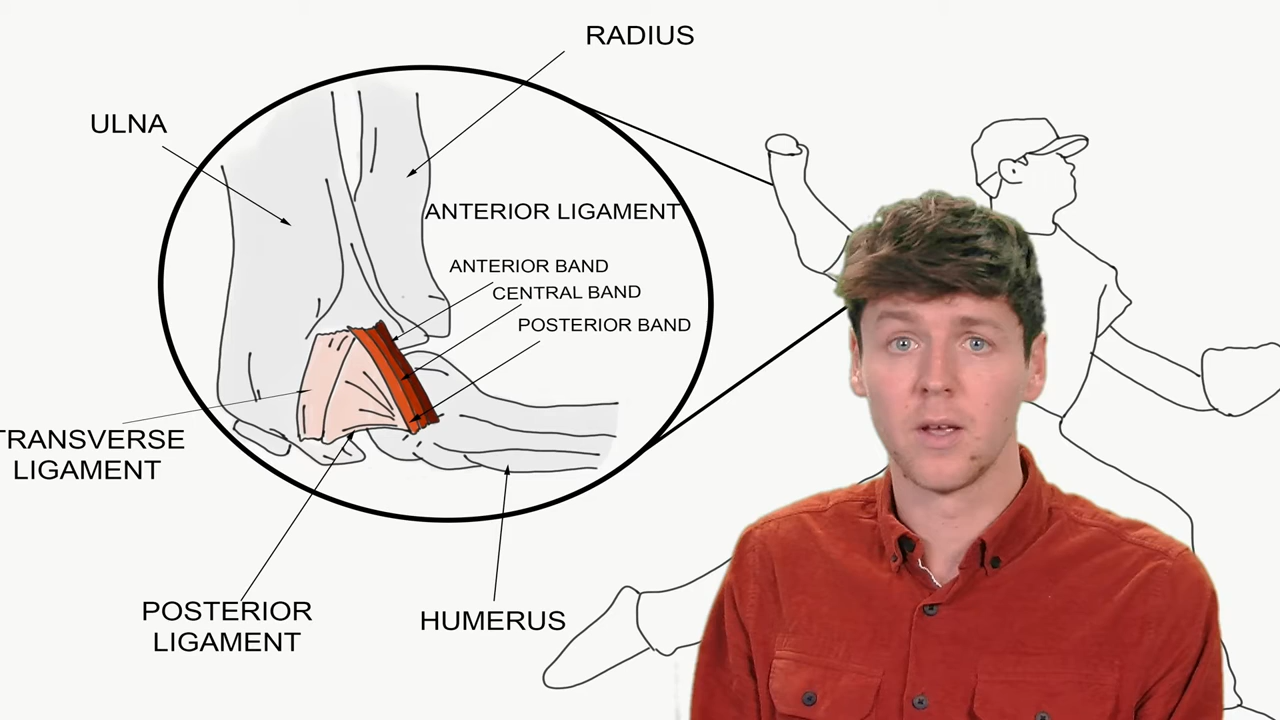 RADIUS
ULNA
ANTERIOR LIGAMENT
ANTERIOR BAND
CENTRAL BAND
POSTERIOR BAND
TRANSVERSE
LIGAMENT
POSTERIOR
LIGAMENT
HUMERUS